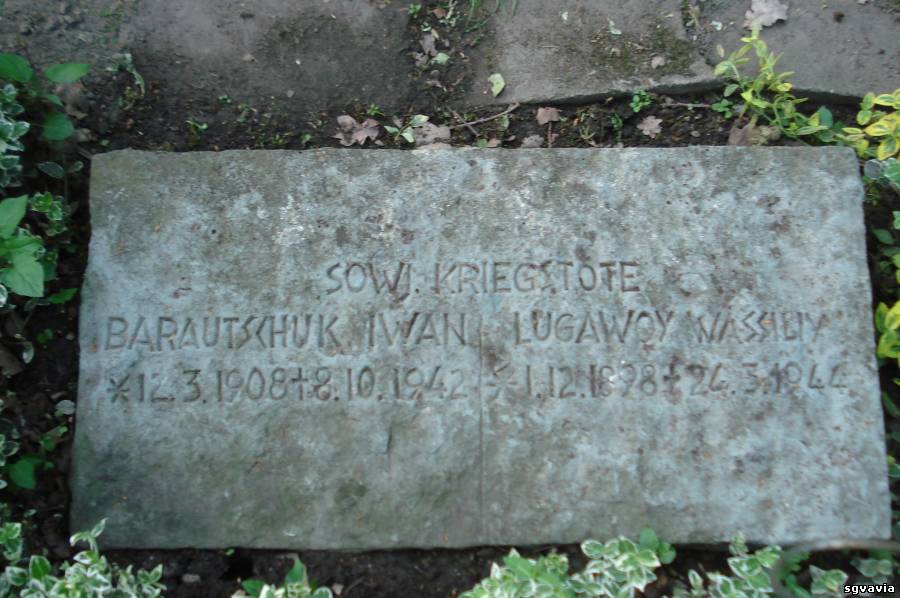 SOWJ. KRIEGSTOTE
BARAUTSCHUK IWAN LUGAWOY WASSILIY
*12.3.1908†8.10.1942 *1.12.1898†24.3.1944
sgvavia